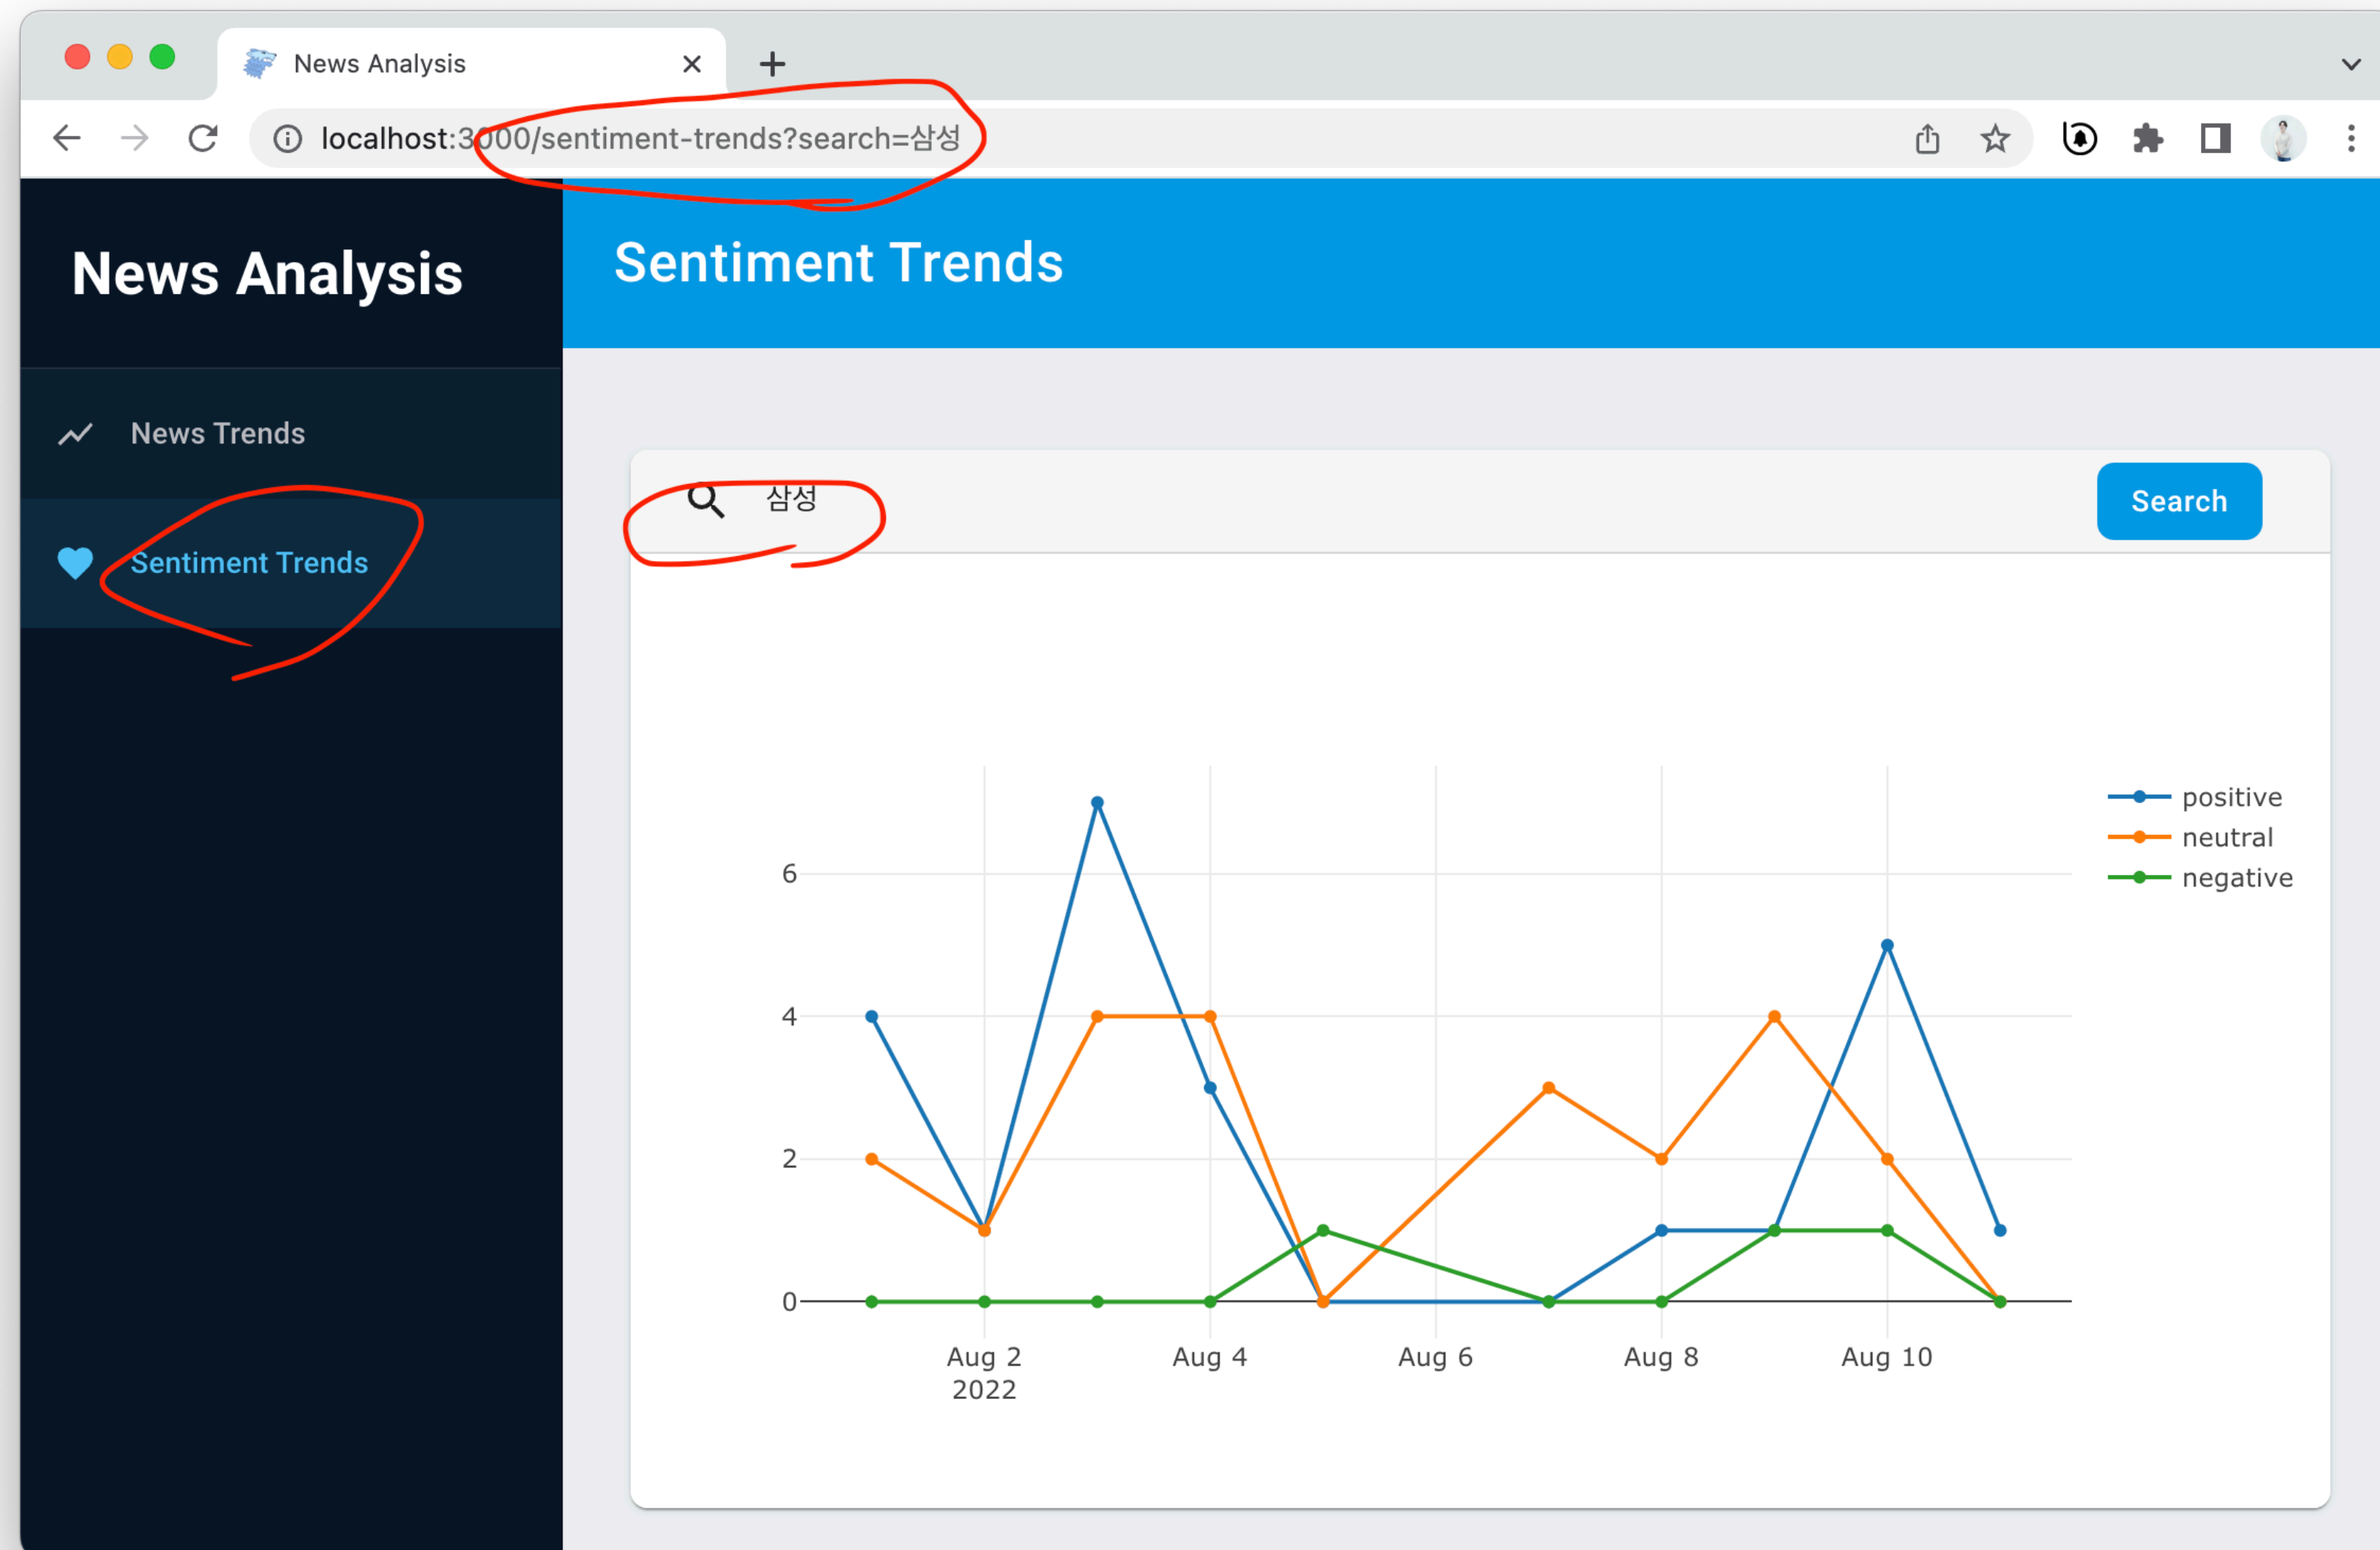 News Analysis
localhost:3000/sentiment-trends?search=삼성
News Analysis
Sentiment Trends
News Trends
Sentiment Trends
삼성
Search
positive
neutral
negative
6
4
2
0
Aug 2
2022
Aug 4
Aug 6
Aug 8
Aug 10